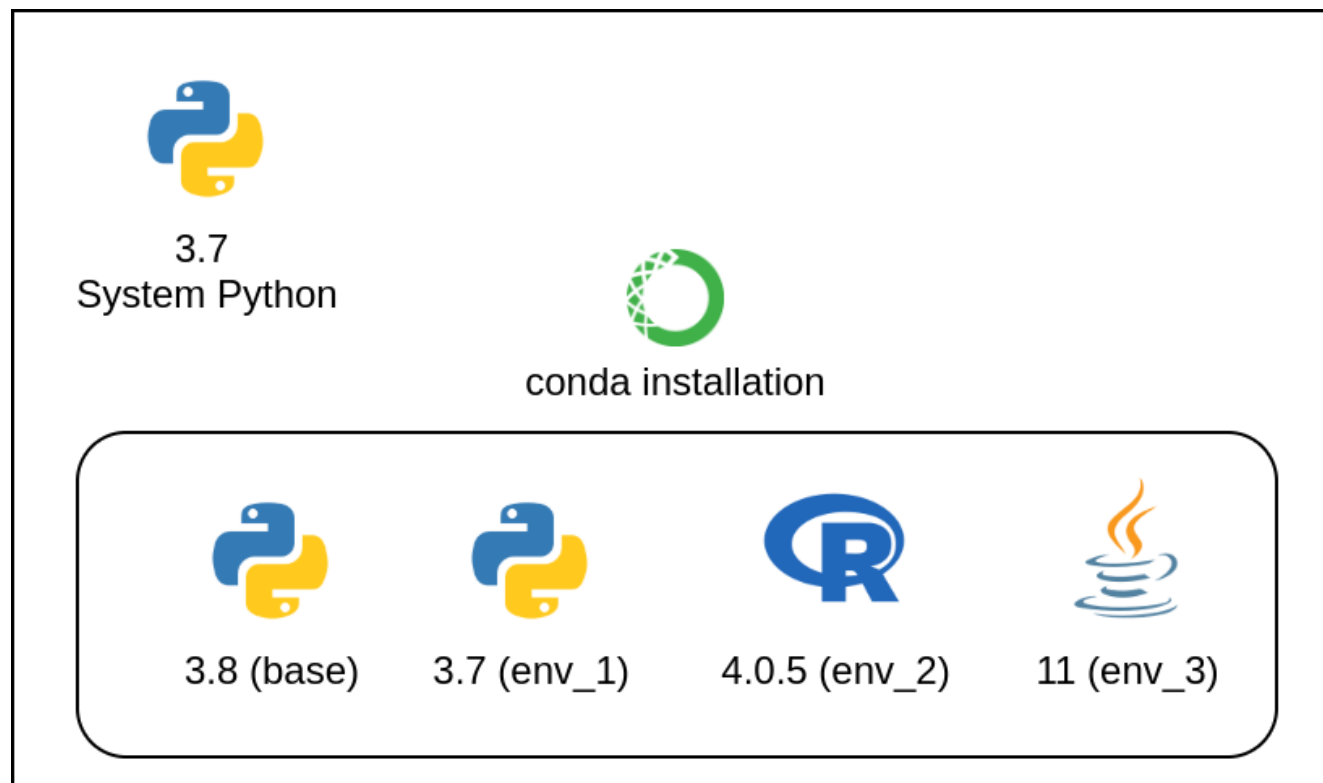 3.7
System Python
conda installation
R
3.8 (base)
3.7 (env_1)
4.0.5 (env_2)
11 (env_3)